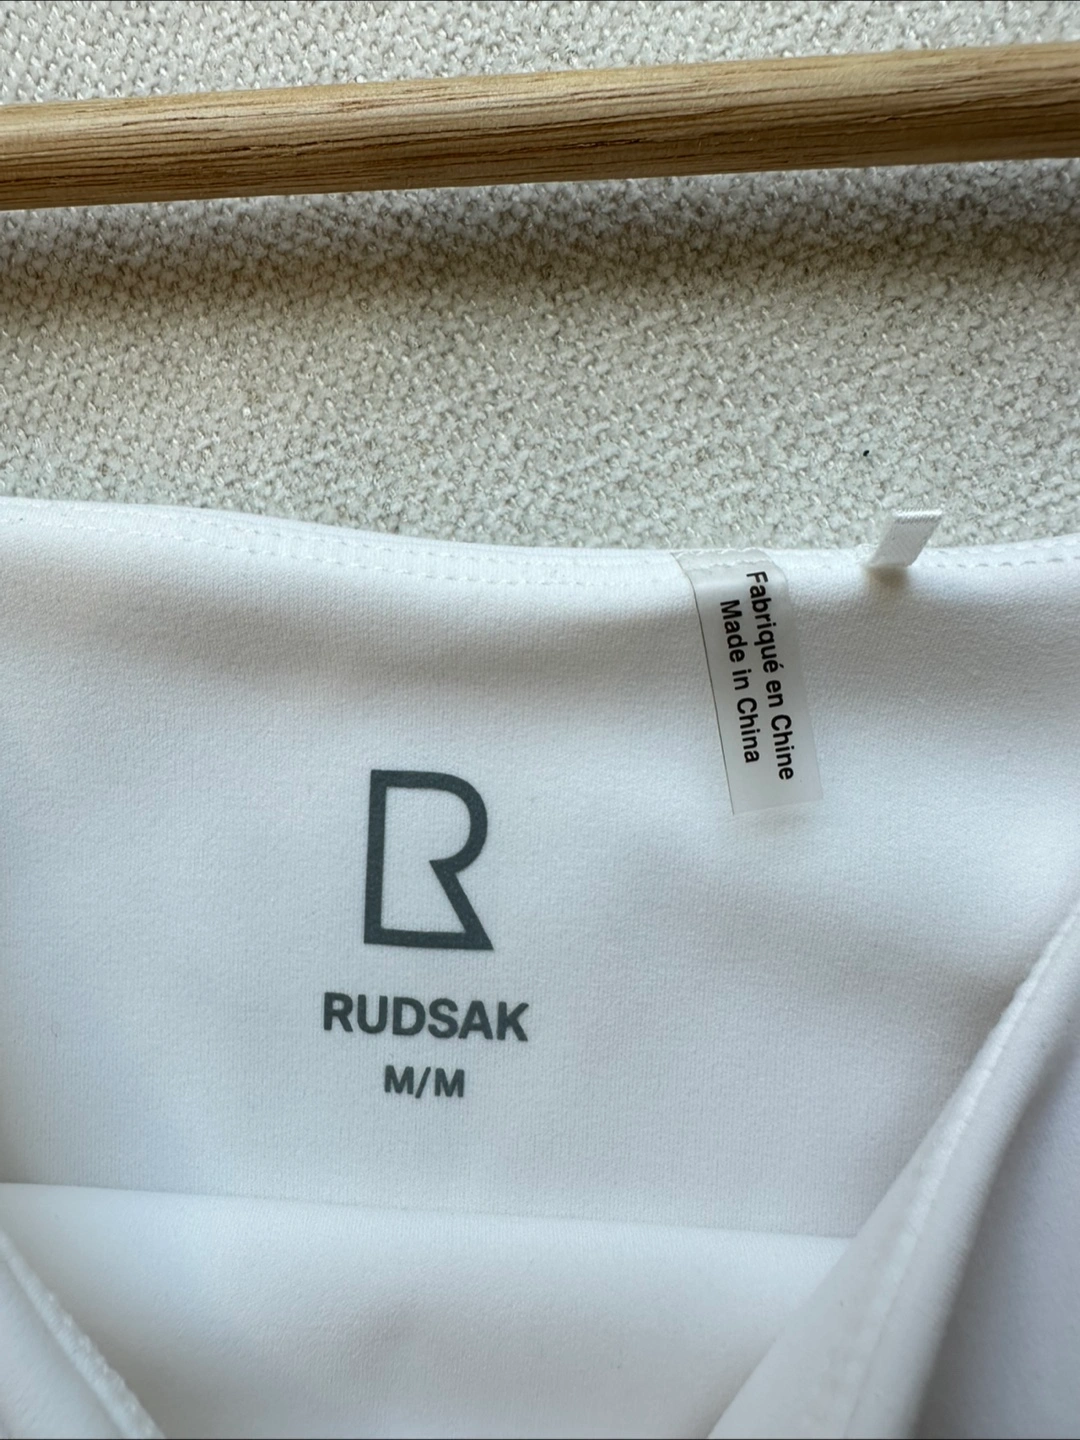 Fabriqué en Chine
Made in China
R
RUDSAK
M/M